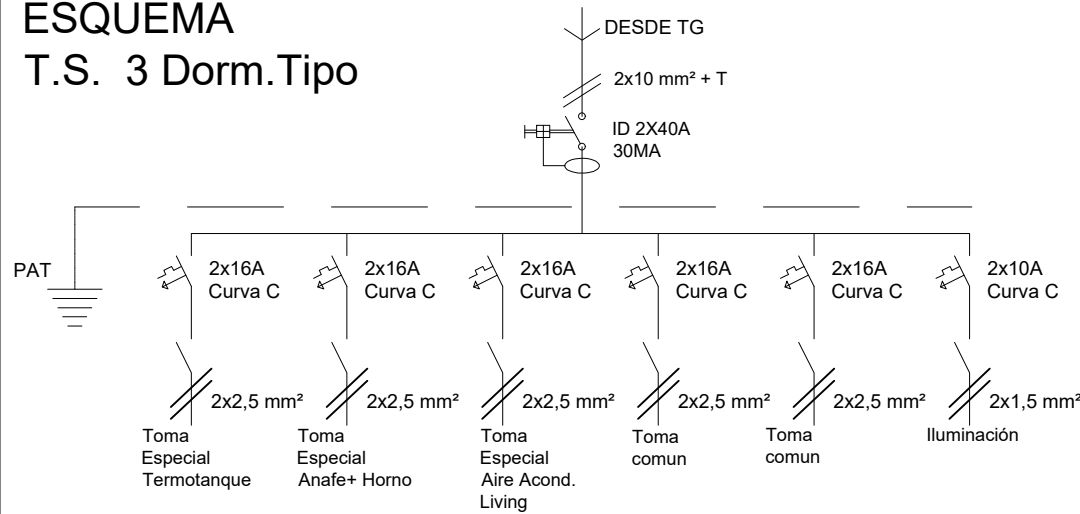 ESQUEMA
T.S. 3 Dorm.Tipo
DESDE TG
2x10 mm² + T
ID 2X40A
30MA
PAT
2x16A
Curva C
2x16A
Curva C
2x16A
Curva C
2x16A
Curva C
2x16A
Curva C
2x10A
Curva C
2x2,5 mm²
2x2,5 mm²
2x2,5 mm²
2x2,5 mm²
2x2,5 mm²
2x1,5 mm²
Toma
Especial
Termotanque
Toma
Especial
Anafe+ Horno
Toma
Especial
Aire Acond.
Living
Toma
comun
Toma
comun
Iluminación